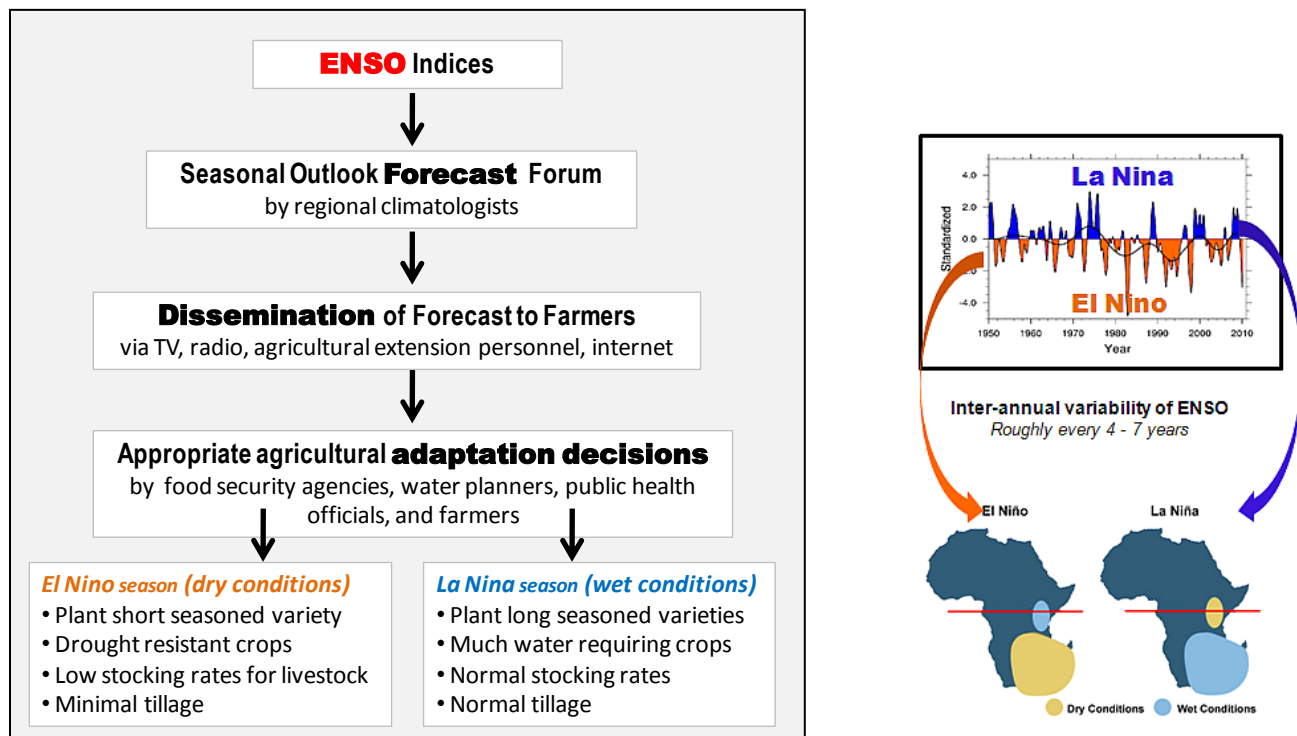 ENSO Indices
Seasonal Outlook Forecast Forum
by regional climatologists
Dissemination of Forecast to Farmers
via TV, radio, agricultural extension personnel, internet
Appropriate agricultural adaptation decisions
by food security agencies, water planners, public health
officials, and farmers
El Nino season (dry conditions)
• Plant short seasoned variety
• Drought resistant crops
• Low stocking rates for livestock
• Minimal tillage
La Nina season (wet conditions)
• Plant long seasoned varieties
• Much water requiring crops
• Normal stocking rates
• Normal tillage
La Nina
4.0
2.0
0.0
-4.0
Standardized
El Nino
1950 1960 1970 1980 1990 2000 2010
Year
Inter-annual variability of ENSO
Roughly every 4 - 7 years
El Niño
La Niña
Dry Conditions
Wet Conditions